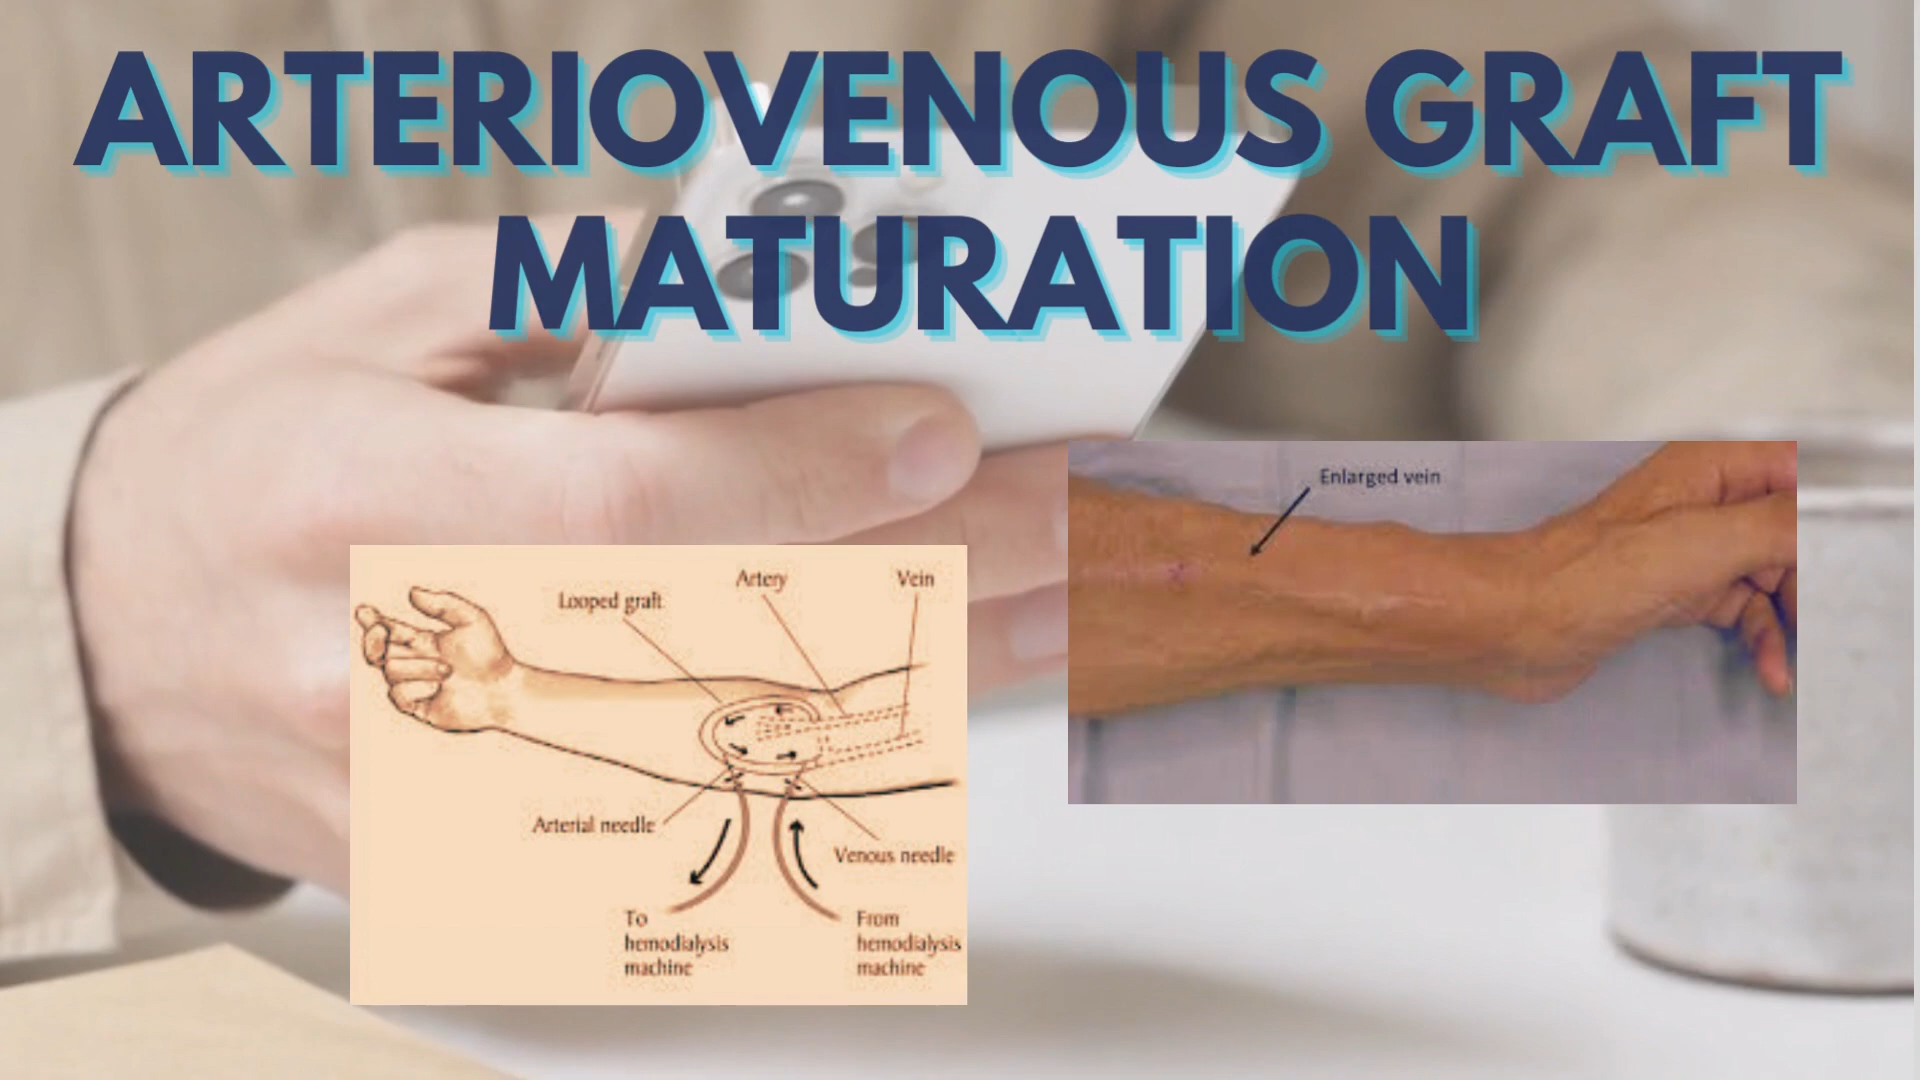 ARTERIOVENOUS GRAFT
MATURATION
Enlarged vein
Artery
Vein
Looped graft
Arterial needle
Venous needle
To
hemodialysis
machine
From
hemodialysis
machine